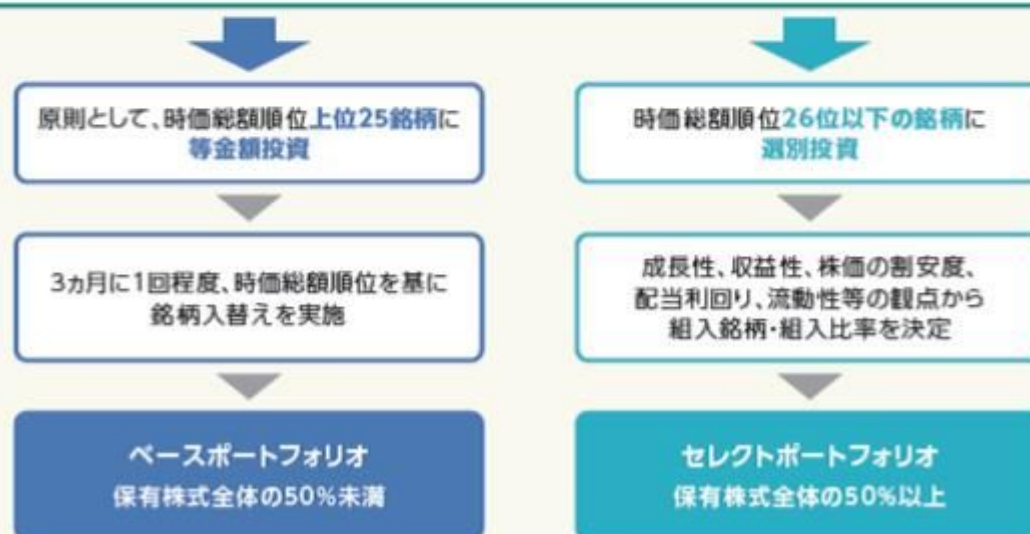 原則として、時価総額順位上位25銘柄に
等金額投資
3ヵ月に1回程度、時価総額順位を基に
銘柄入替えを実施
ベースポートフォリオ
保有株式全体の50%未満
時価総額順位26位以下の銘柄に
選別投資
成長性、収益性、株価の割安度、
配当利回り、流動性等の観点から
組入銘柄・組入比率を決定
セレクトポートフォリオ
保有株式全体の50%以上